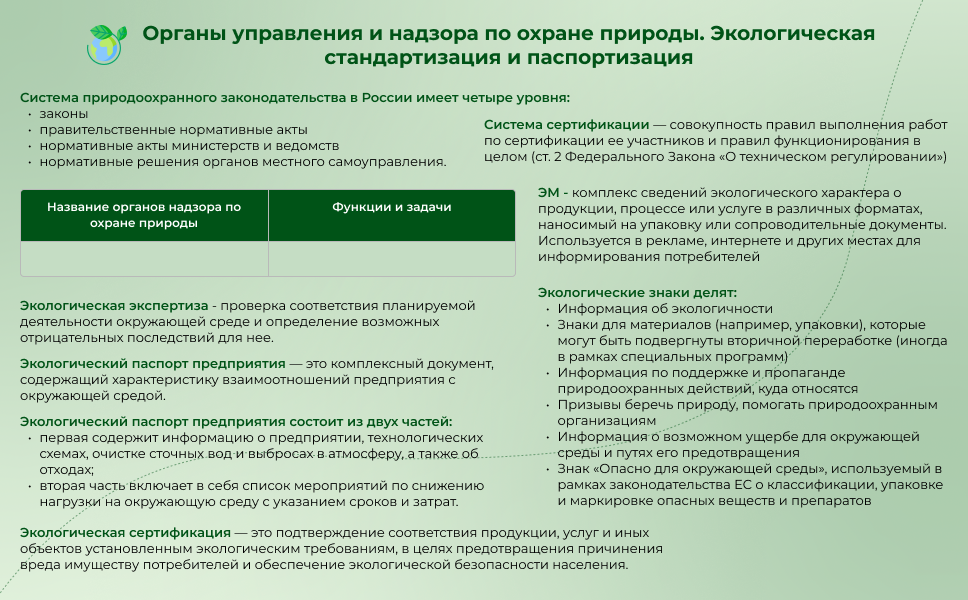 Органы управления и надзора по охране природы. Экологическая
стандартизация и паспортизация
Система природоохранного законодательства в России имеет четыре уровня:
• законы
• правительственные нормативные акты
• нормативные акты министерств и ведомств
• нормативные решения органов местного самоуправления.
Название органов надзора по
охране природы
Функции и задачи
Экологическая экспертиза - проверка соответствия планируемой
деятельности окружающей среде и определение возможных
отрицательных последствий для нее.
Экологический паспорт предприятия — это комплексный документ,
содержащий характеристику взаимоотношений предприятия с
окружающей средой.
Экологический паспорт предприятия состоит из двух частей:
• первая содержит информацию о предприятии, технологических
схемах, очистке сточных вод и выбросах в атмосферу, а также об
отходах;
• вторая часть включает в себя список мероприятий по снижению
нагрузки на окружающую среду с указанием сроков и затрат.
Экологическая сертификация — это подтверждение соответствия продукции, услуг и иных
объектов установленным экологическим требованиям, в целях предотвращения причинения
вреда имуществу потребителей и обеспечение экологической безопасности населения.
Система сертификации — совокупность правил выполнения работ
по сертификации ее участников и правил функционирования в
целом (ст. 2 Федерального Закона «О техническом регулировании»)
ЭМ - комплекс сведений экологического характера о
продукции, процессе или услуге в различных форматах,
наносимый на упаковку или сопроводительные документы.
Используется в рекламе, интернете и других местах для
информирования потребителей
Экологические знаки делят:
• Информация об экологичности
• Знаки для материалов (например, упаковки), которые
могут быть подвергнуты вторичной переработке (иногда
в рамках специальных программ)
• Информация по поддержке и пропаганде
природоохранных действий, куда относятся
• Призывы беречь природу, помогать природоохранным
организациям
• Информация о возможном ущербе для окружающей
среды и путях его предотвращения
• Знак «Опасно для окружающей среды», используемый в
рамках законодательства ЕС о классификации, упаковке
и маркировке опасных веществ и препаратов